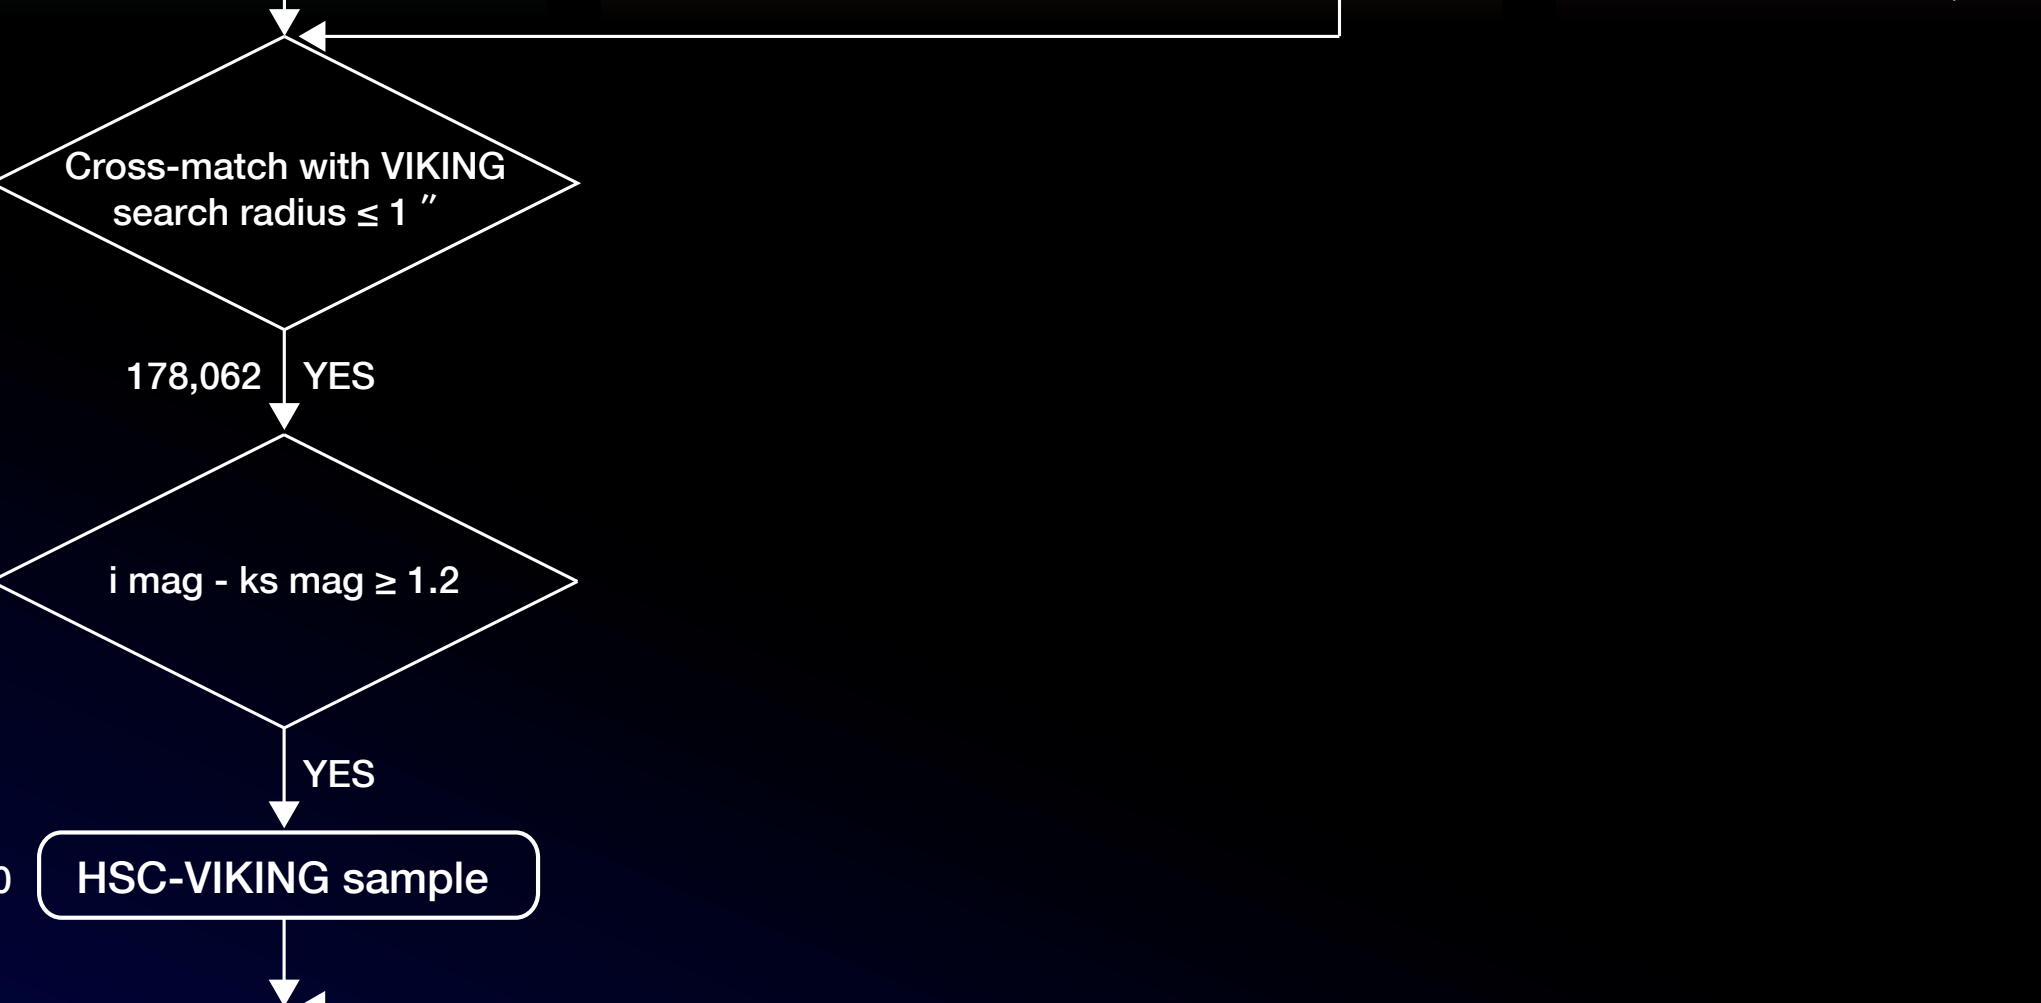 Cross-match with VIKING
search radius ≤ 1 ″
178,062 YES
i mag - ks mag ≥ 1.2
YES
HSC-VIKING sample